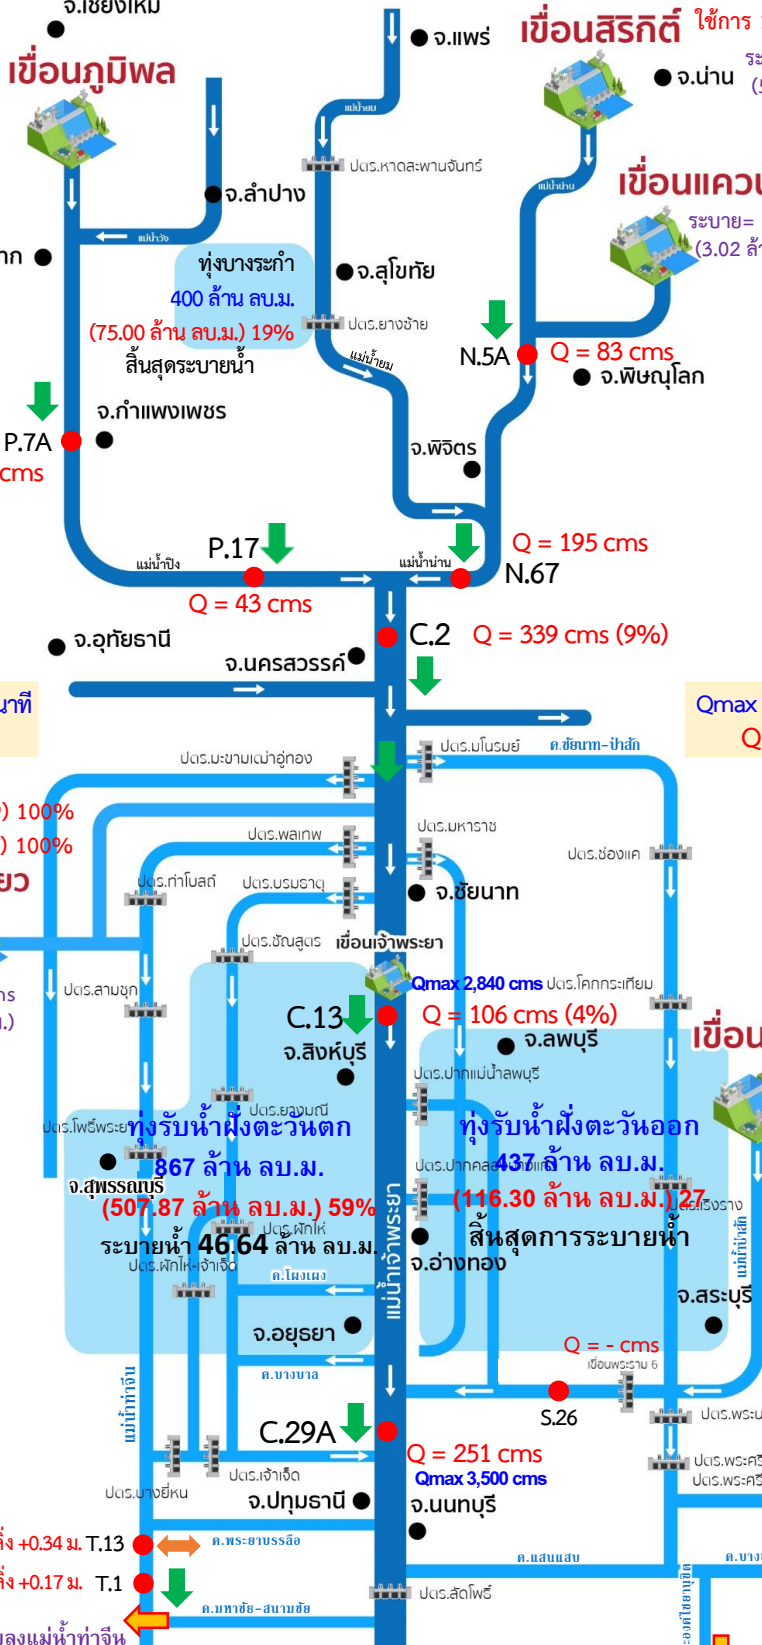 จ.เชียงใหม่
จ.แพร่
เขื่อนสิริกิติ์
ใช้การ
เขื่อนภูมิพล
จ.น่าน
แม่น้ำยม
ปตร.หาดสะพานจันทร์
จ.ลำปาง
แม่น้ำน่าน
ระบาย=
แม่น้ำวัง
(3.02
ทุ่งบางระกำ
400 ล้าน ลบ.ม.
(75.00 ล้าน ลบ.ม.) 19%
สิ้นสุดระบายน้ำ
จ.สุโขทัย
ปตร.ยางซ้าย
แม่น้ำยม
N.5A
Q = 83 cms
จ.พิษณุโลก
จ.กำแพงเพชร
P.7A
cms
จ.พิจิตร
P.17
แม่น้ำปิง
แม่น้ำน่าน
Q = 195 cms
N.67
Q = 43 cms
C.2
Q = 339 cms (9%)
จ.อุทัยธานี
จ.นครสวรรค์
Qmax
ปตร.มะขามเฒ่าอู่ทอง
ปตร.มโนรมย์
ค.ชัยนาท-ป่าสัก
100%
100%
ปตร.พลเทพ
ปตร.มหาราช
ปตร.ช่องแค
ปตร.ท่าโบสถ์
ปตร.บรมธาตุ
จ.ชัยนาท
ปตร.ชัณสูตร
เขื่อนเจ้าพระยา
ปตร.สามชุก
Qmax 2,840 cms
ปตร.โคกกระเทียม
C.13
Q = 106 cms (4%)
จ.สิงห์บุรี
จ.ลพบุรี
ปตร.ปากแม่น้ำลพบุรี
ปตร.ยางมณี
ทุ่งรับน้ำฝั่งตะวันตก
867 ล้าน ลบ.ม.
(507.87 ล้าน ลบ.ม.) 59%
ระบายน้ำ 46.64 ล้าน ลบ.ม.
ทุ่งรับน้ำฝั่งตะวันออก
437 ล้าน ลบ.ม.
(116.30 ล้าน ลบ.ม.) 27
สิ้นสุดการระบายน้ำ
จ.สุพรรณบุรี
ปตร.ผักไห่
ปตร.ผักไห่-เจ้าเจ็ด
แม่น้ำเจ้าพระยา
จ.อ่างทอง
แม่น้ำป่าสัก
ค.โผงเผง
จ.สระบุรี
จ.อยุธยา
Q = - cms
เขื่อนพระราม 6
ค.บางบาล
แม่น้ำท่าจีน
S.26
C.29A
Q = 251 cms
Qmax 3,500 cms
ปตร.เจ้าเจ็ด
ปตร.บางยี่หน
จ.ปทุมธานี
จ.นนทบุรี
+0.34 ม. T.13
ค.พระยาบรรลือ
ค.แสนแสบ
+0.17 ม. T.1
ปตร.ลัดโพธิ์
ค.มหาชัย-สนามชัย
ลงแม่น้ำท่าจีน